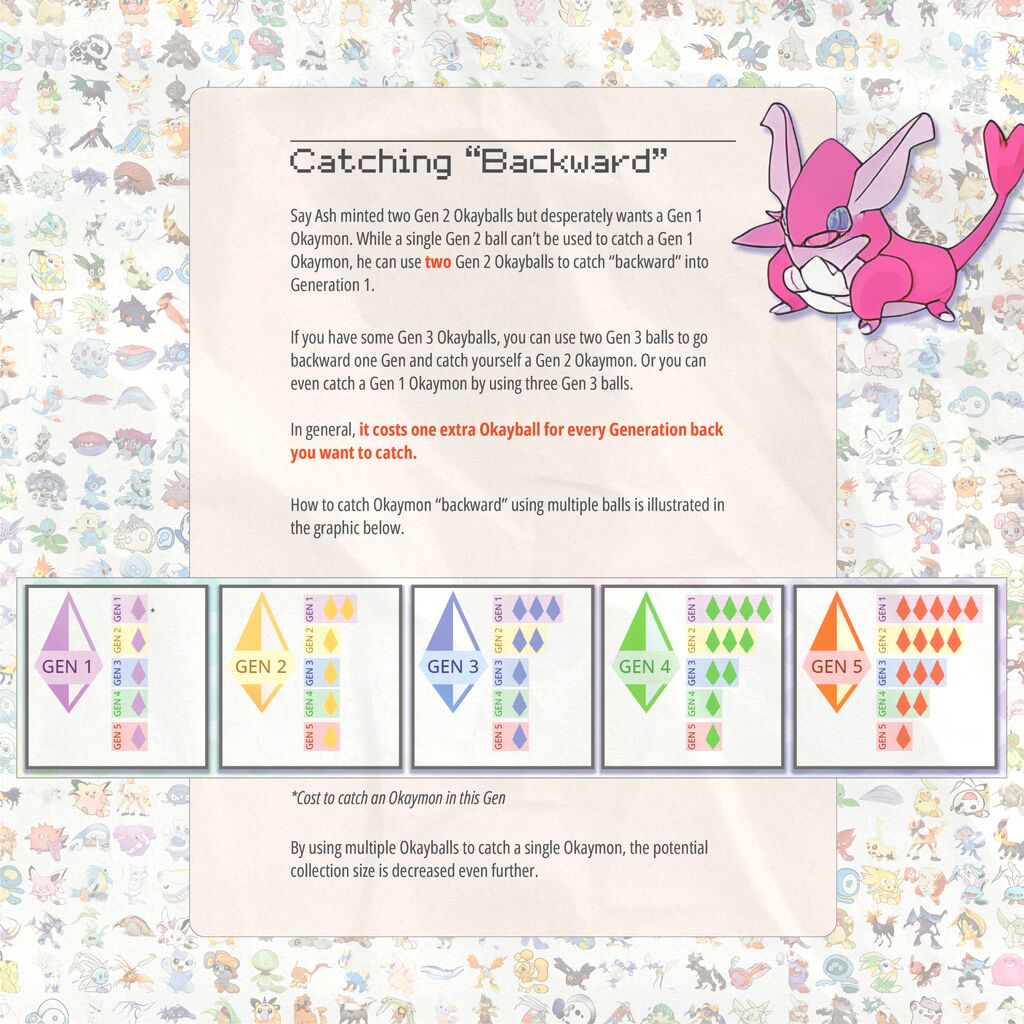 Catching “Backward”
Say Ash minted two Gen 2 Okayballs but desperately wants a Gen 1
Okaymon. While a single Gen 2 ball can’t be used to catch a Gen 1
Okaymon, he can use two Gen 2 Okayballs to catch “backward” into
Generation 1.
If you have some Gen 3 Okayballs, you can use two Gen 3 balls to go
backward one Gen and catch yourself a Gen 2 Okaymon. Or you can
even catch a Gen 1 Okaymon by using three Gen 3 balls.
In general, it costs one extra Okayball for every Generation back
you want to catch.
How to catch Okaymon “backward” using multiple balls is illustrated in
the graphic below.
GEN 1
GEN 1
*
GEN 2
GEN 3
GEN 4
GEN 5
GEN 2
GEN 1
GEN 2
GEN 3
GEN 4
GEN 5
GEN 3
GEN 1
GEN 2
GEN 3
GEN 4
GEN 5
GEN 4
GEN 1
GEN 2
GEN 3
GEN 4
GEN 5
GEN 5
GEN 1
GEN 2
GEN 3
GEN 4
GEN 5
*Cost to catch an Okaymon in this Gen
By using multiple Okayballs to catch a single Okaymon, the potential
collection size is decreased even further.